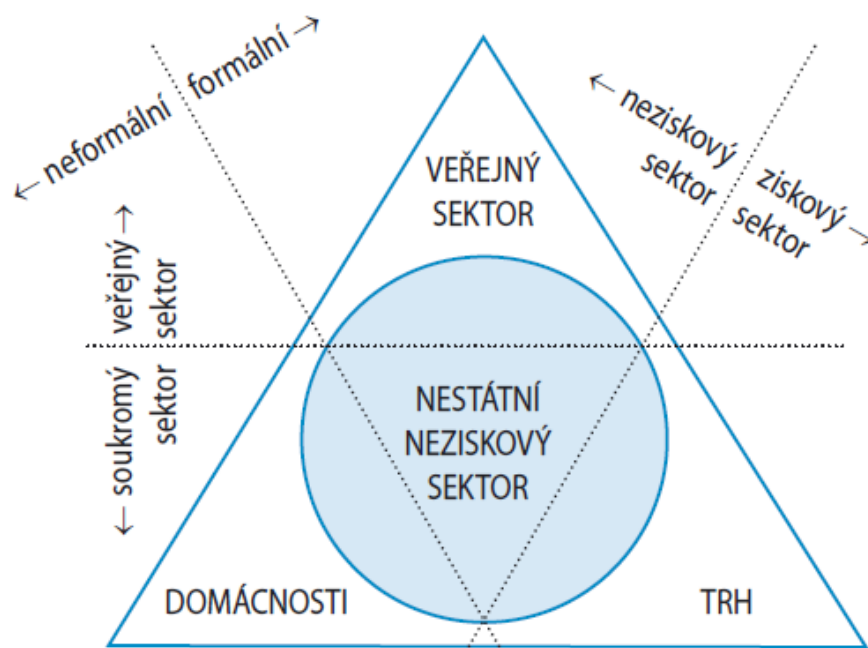 ← neformální formální →
← neziskový ziskový →
sektor sektor
VEŘEJNÝ
SEKTOR
veřejný →
sektor
← soukromý
sektor
NESTÁTNÍ
NEZISKOVÝ
SEKTOR
DOMÁCNOSTI
TRH